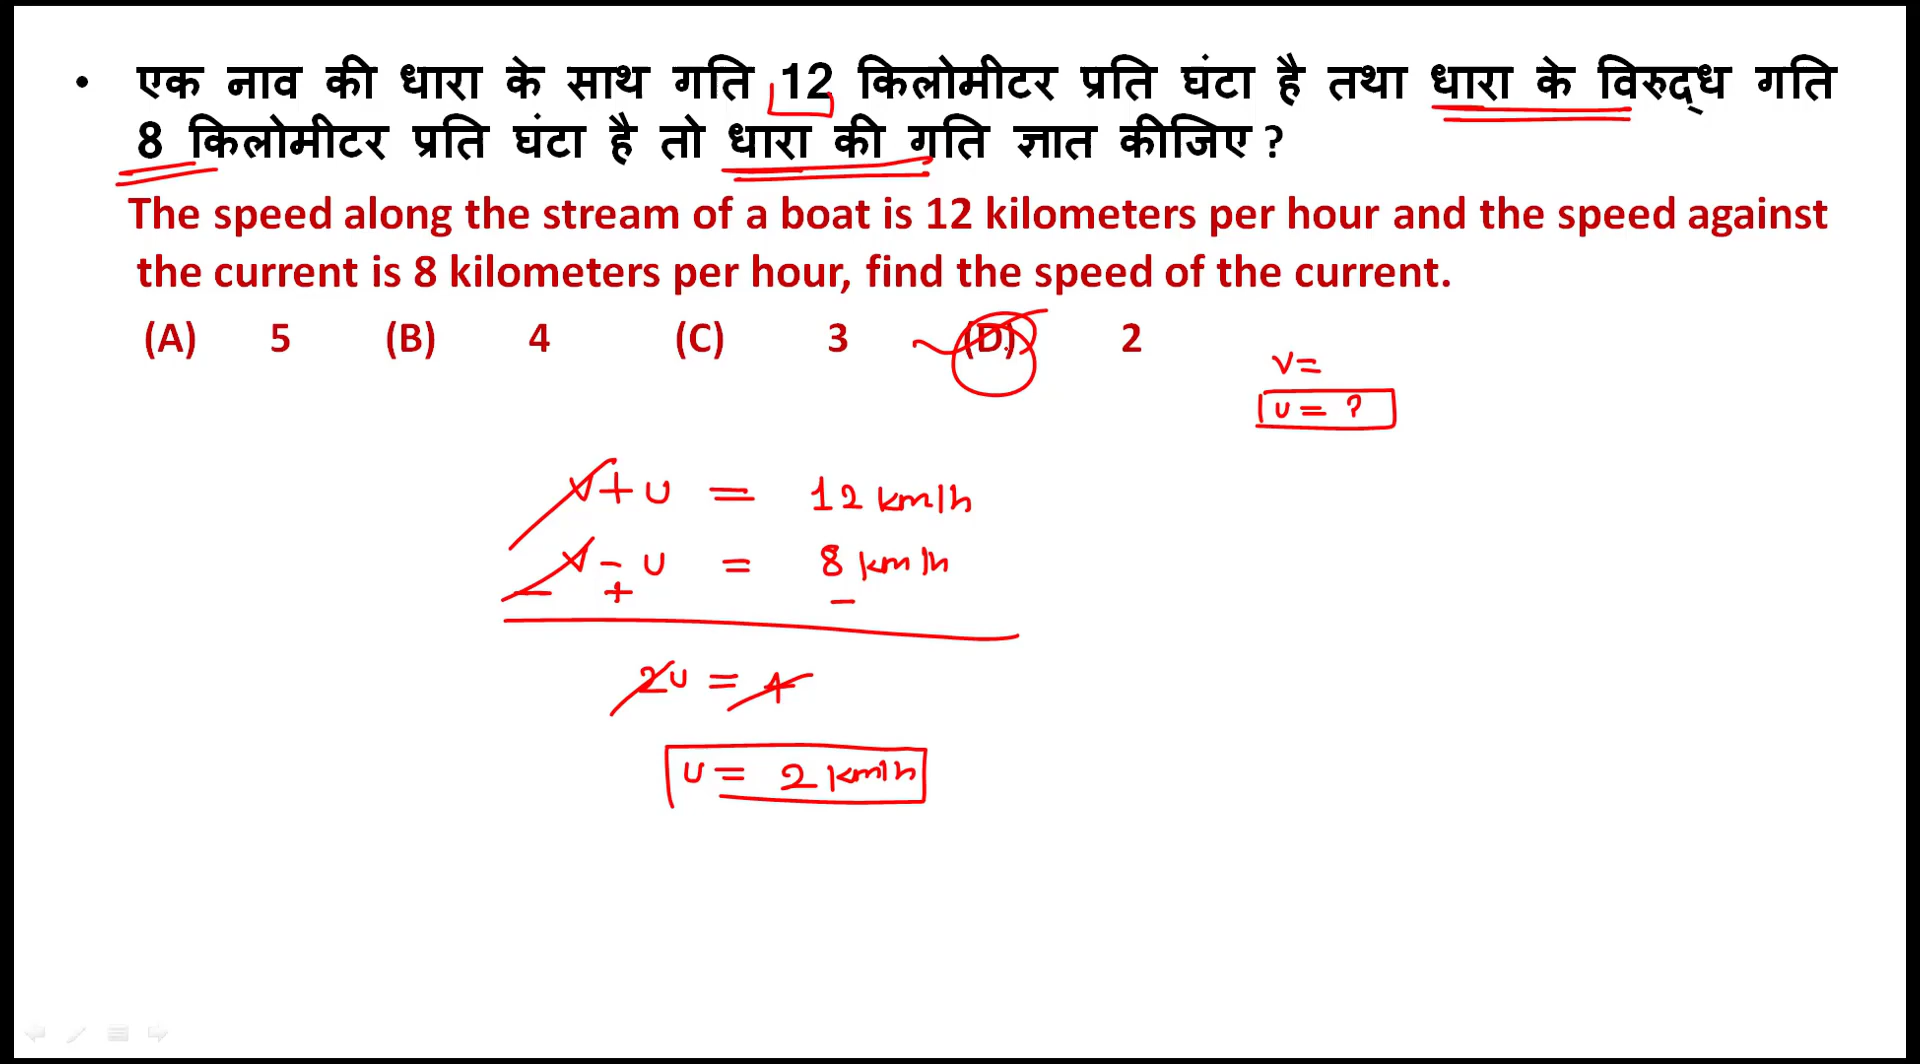 • एक नाव की धारा के साथ गति 12 किलोमीटर प्रति घंटा है तथा धारा के विरुद्ध गति
8 किलोमीटर प्रति घंटा है तो धारा की गति ज्ञात कीजिए ?
The speed along the stream of a boat is 12 kilometers per hour and the speed against
the current is 8 kilometers per hour, find the speed of the current.
(A) 5 (B) 4 (C) 3 (D) 2
v =
u = ?
v + u = 12 km/h
v - u = 8 km/h
- + -
2u = 4
u = 2 km/h